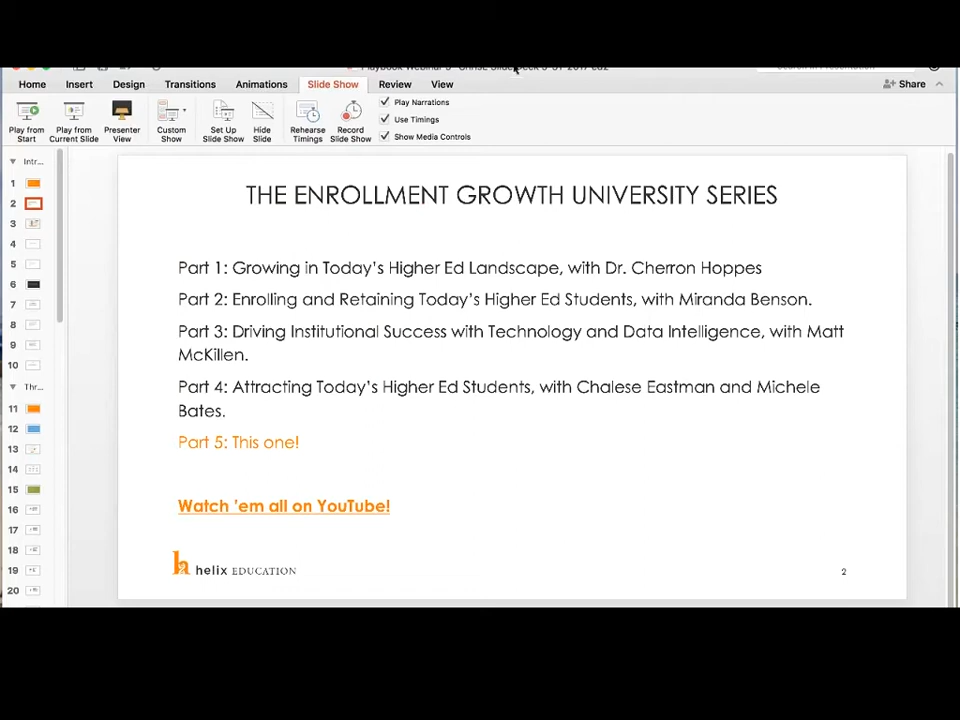 Home Insert Design Transitions Animations Slide Show Review View Share
Play from Start
Play from Current Slide
Presenter View
Custom Show
Set Up Slide Show
Hide Slide
Rehearse Timings
Record Slide Show
Play Narrations
Use Timings
Show Media Controls
Intr...
1
2
3
4
5
6
7
8
9
10
Thr...
11
12
13
14
15
16
17
18
19
20
THE ENROLLMENT GROWTH UNIVERSITY SERIES
Part 1: Growing in Today's Higher Ed Landscape, with Dr. Cherron Hoppes
Part 2: Enrolling and Retaining Today's Higher Ed Students, with Miranda Benson.
Part 3: Driving Institutional Success with Technology and Data Intelligence, with Matt
McKillen.
Part 4: Attracting Today's Higher Ed Students, with Chalese Eastman and Michele
Bates.
Part 5: This one!
Watch 'em all on YouTube!
h helix EDUCATION
2